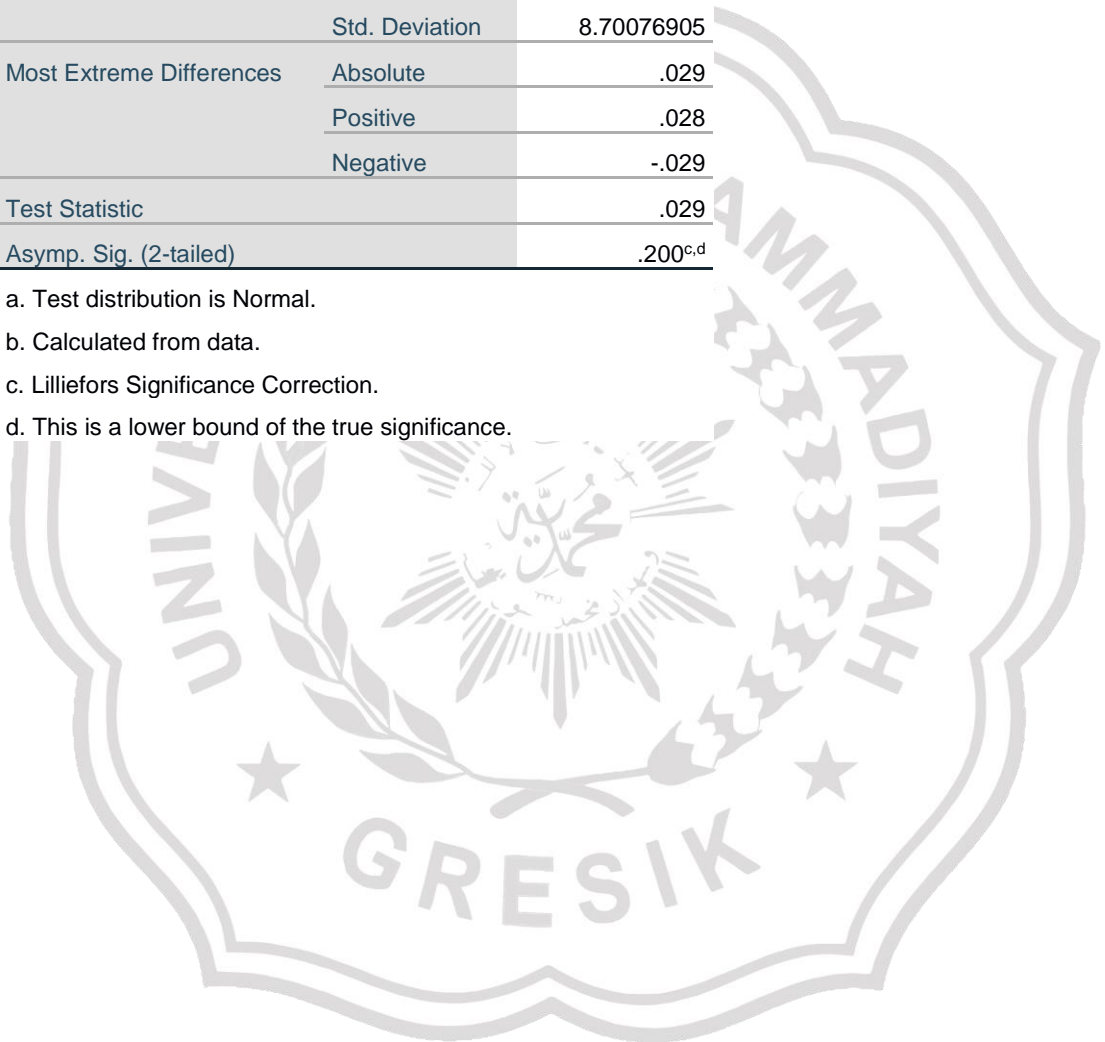 Std. Deviation 8.70076905
Most Extreme Differences Absolute .029
Positive .028
Negative -.029
Test Statistic .029
Asymp. Sig. (2-tailed) .200c,d
a. Test distribution is Normal.
b. Calculated from data.
c. Lilliefors Significance Correction.
d. This is a lower bound of the true significance.
GRESIK